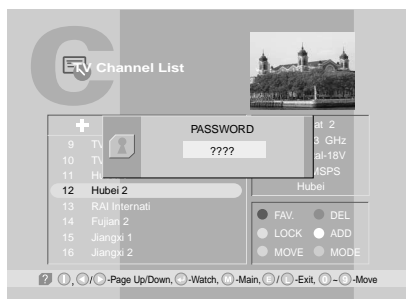 TV Channel List
PASSWORD
????
at 2
9 TV
3 GHz
10 TV
al-18V
11 Hu
MSPS
12 Hubei 2
Hubei
13 RAI Internati
14 Fujian 2
15 Jiangxi 1
16 Jiangxi 2
FAV. DEL
LOCK ADD
MOVE MODE
-Page Up/Down, -Watch, -Main, -Exit, -Move